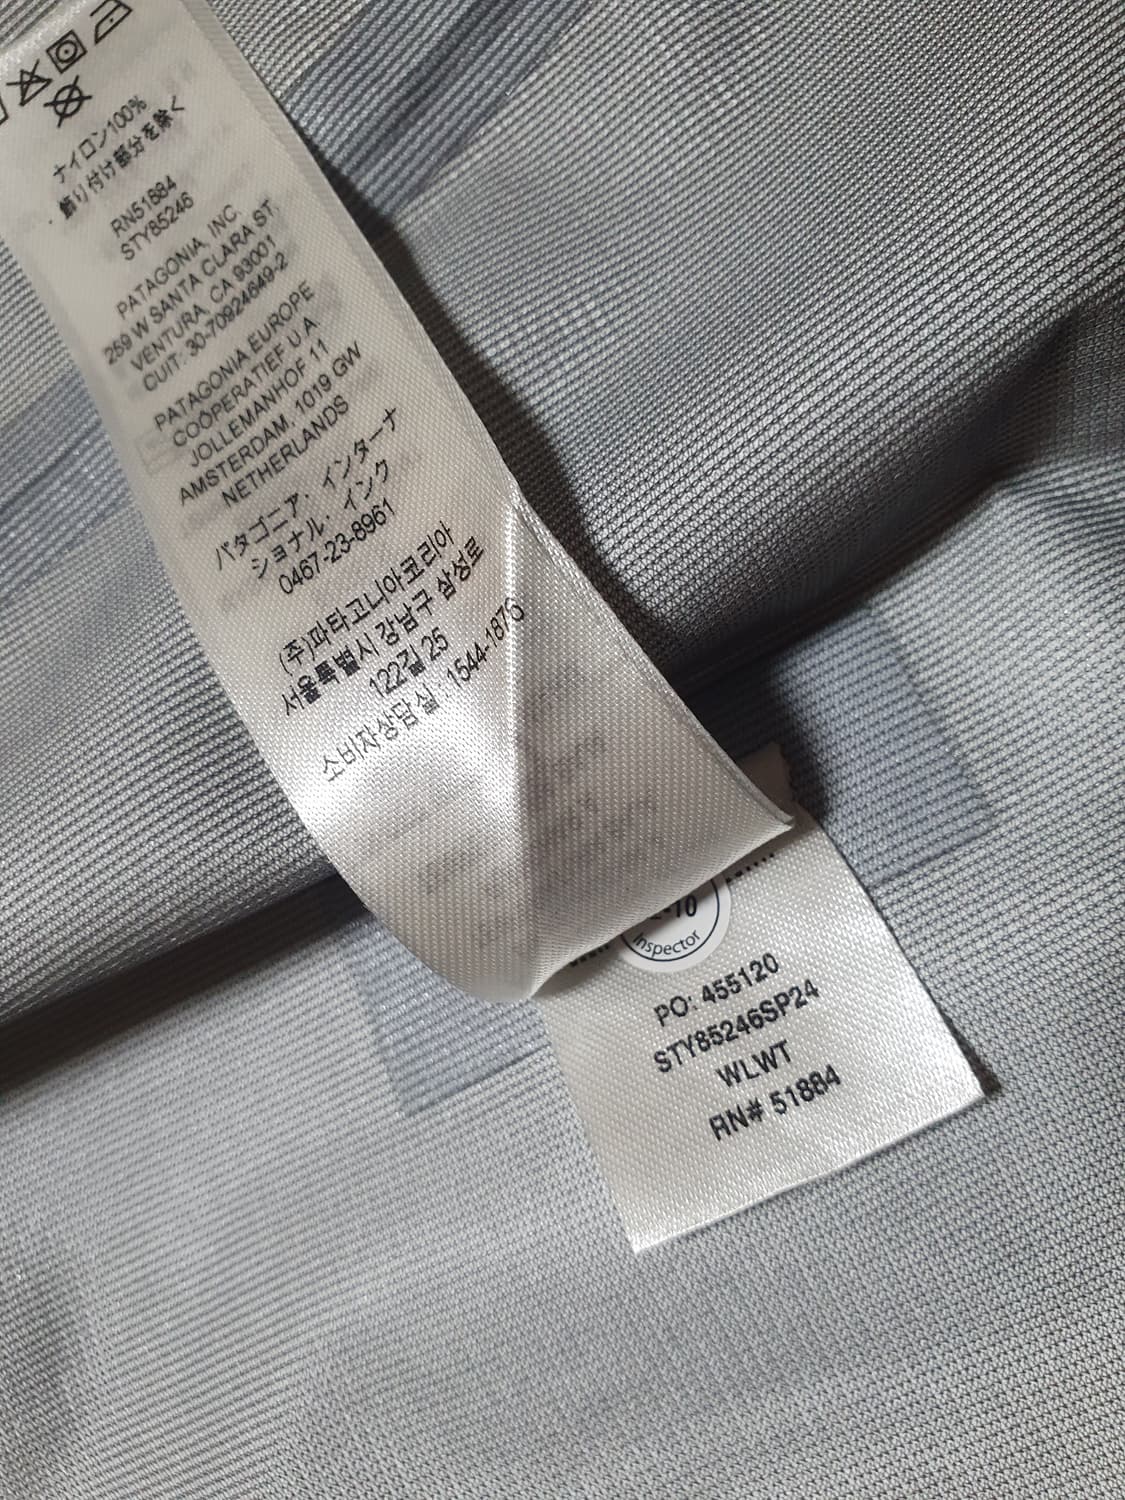 ナイロン100%
・飾り付け部分を除く
RN51884
STY85246
PATAGONIA, INC.
259 W SANTA CLARA ST.
VENTURA, CA 93001
CUIT: 30-70924649-2
PATAGONIA EUROPE
COÖPERATIEF U A
JOLLEMANHOF 11
AMSTERDAM, 1019 GW
NETHERLANDS
パタゴニア・インターナ
ショナル・インク
0467-23-8961
(주)파타고니아코리아
서울특별시 강남구 삼성로
122길 25
소비자상담실: 1544-1876
-10
Inspector
PO: 455120
STY85246SP24
WLWT
RN# 51884